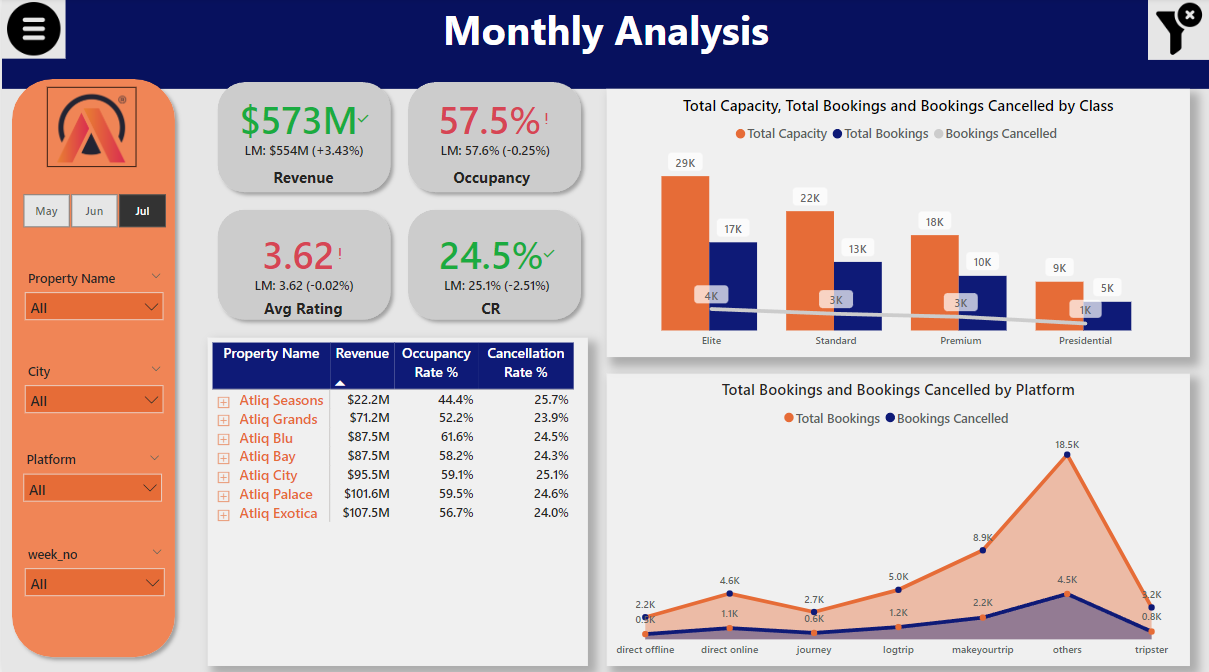 Monthly Analysis
®
May Jun Jul
Property Name
All
City
All
Platform
All
week_no
All
$573M
LM: $554M (+3.43%)
Revenue
57.5%!
LM: 57.6% (-0.25%)
Occupancy
3.62!
LM: 3.62 (-0.02%)
Avg Rating
24.5%
LM: 25.1% (-2.51%)
CR
Property Name Revenue Occupancy Rate % Cancellation Rate %
Atliq Seasons $22.2M 44.4% 25.7%
Atliq Grands $71.2M 52.2% 23.9%
Atliq Blu $87.5M 61.6% 24.5%
Atliq Bay $87.5M 58.2% 24.3%
Atliq City $95.5M 59.1% 25.1%
Atliq Palace $101.6M 59.5% 24.6%
Atliq Exotica $107.5M 56.7% 24.0%
Total Capacity, Total Bookings and Bookings Cancelled by Class
Total Capacity Total Bookings Bookings Cancelled
29K
17K
4K
22K
13K
3K
18K
10K
3K
9K
5K
1K
Elite Standard Premium Presidential
Total Bookings and Bookings Cancelled by Platform
Total Bookings Bookings Cancelled
2.2K
4.6K
2.7K
5.0K
8.9K
18.5K
3.2K
1.1K
0.6K
1.2K
2.2K
4.5K
0.8K
direct offline direct online journey logtrip makeyourtrip others tripster